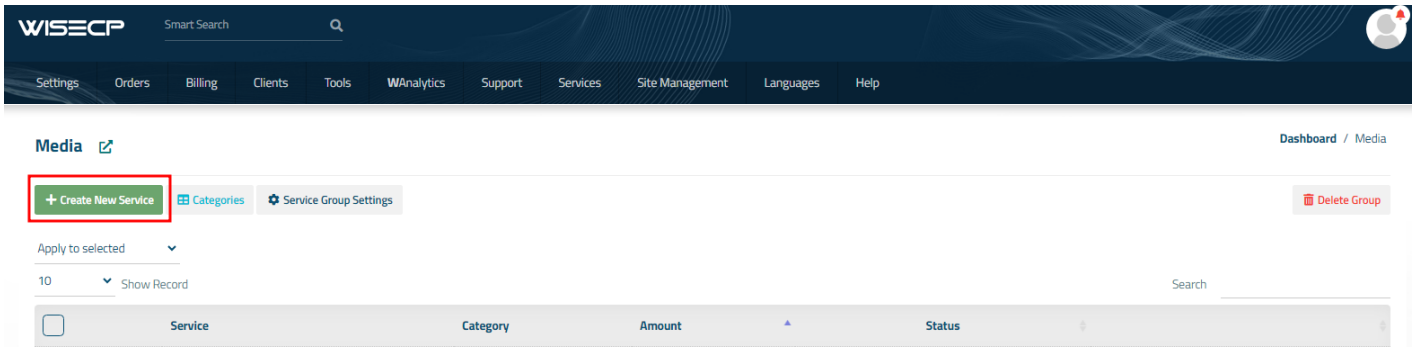 WISECP Smart Search
Settings Orders Billing Clients Tools WAnalytics Support Services Site Management Languages Help
Media Dashboard / Media
+ Create New Service Categories Service Group Settings Delete Group
Apply to selected
10 Show Record Search
Service Category Amount Status